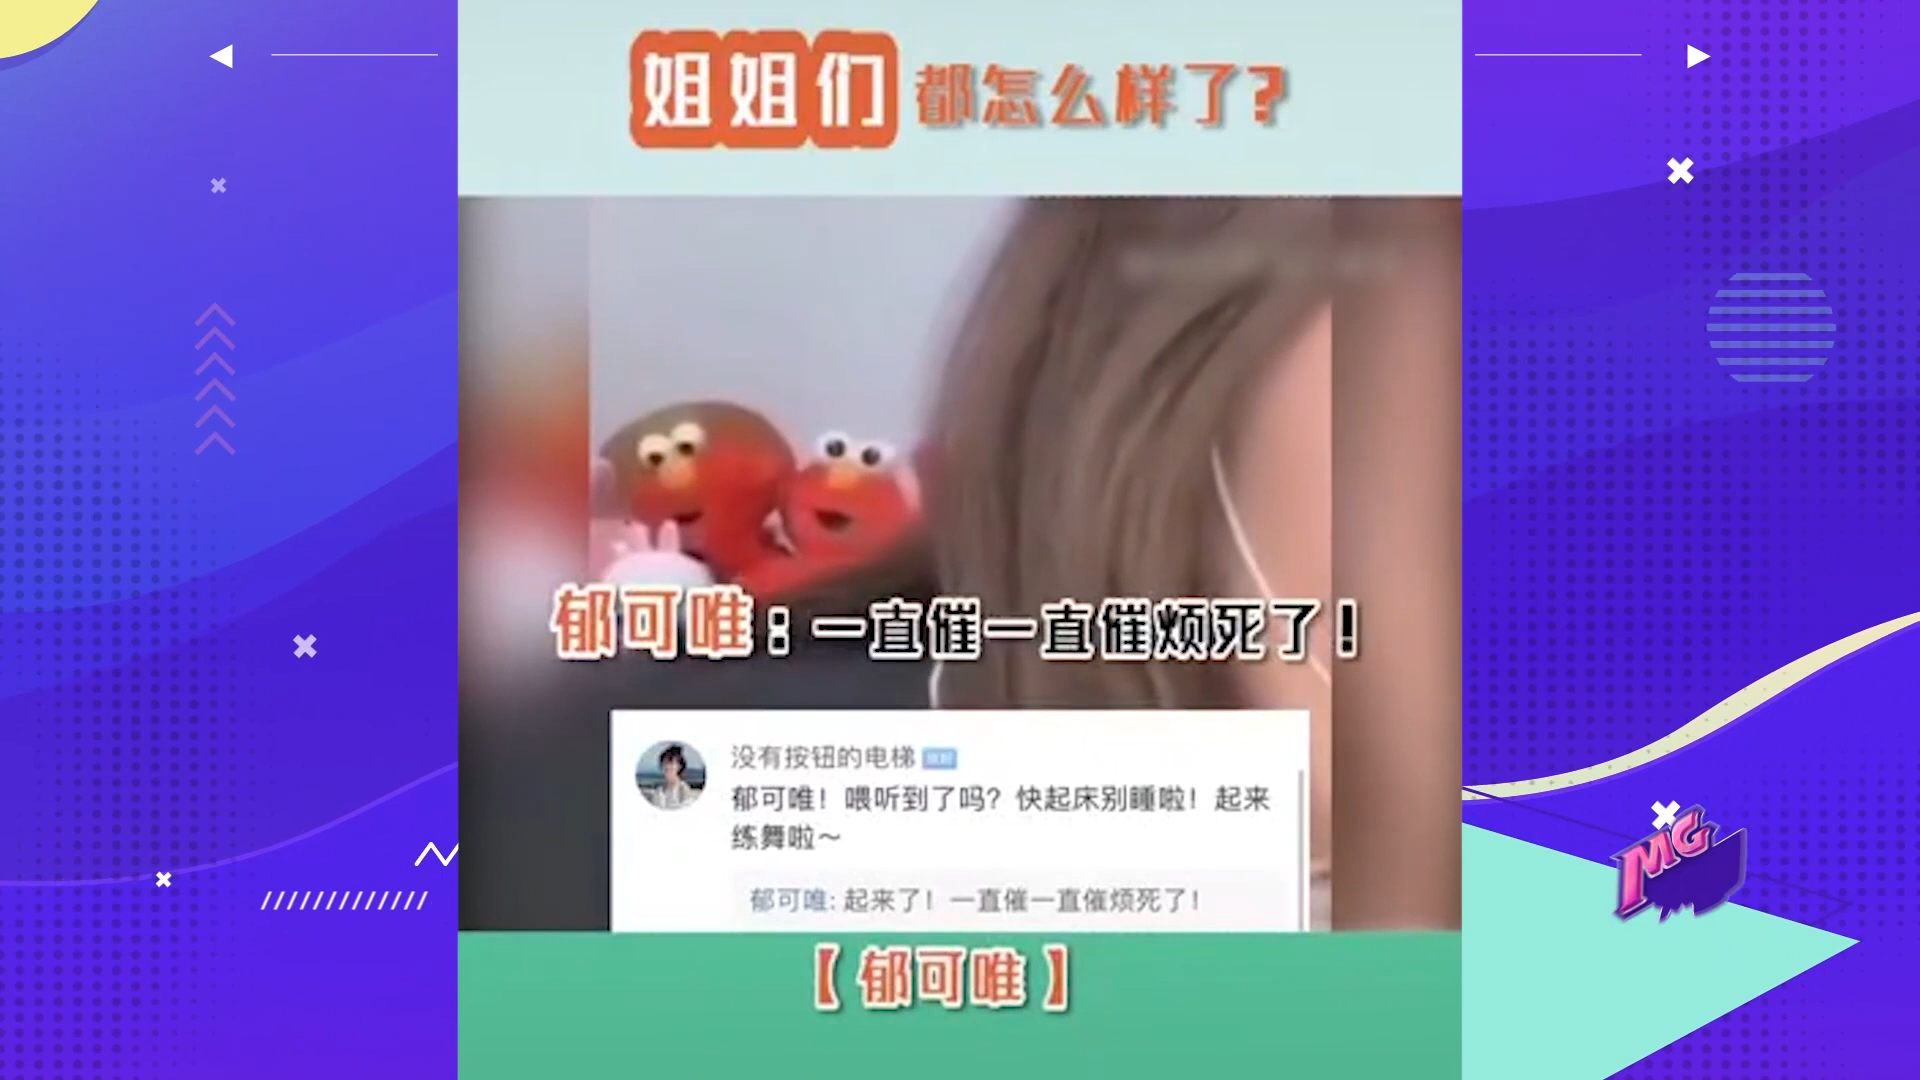 姐姐们都怎么样了?
郁可唯：一直催一直催烦死了！
没有按钮的电梯
郁可唯！喂听到了吗？快起床别睡啦！起来
练舞啦～
郁可唯: 起来了！一直催一直催烦死了！
【郁可唯】
MG